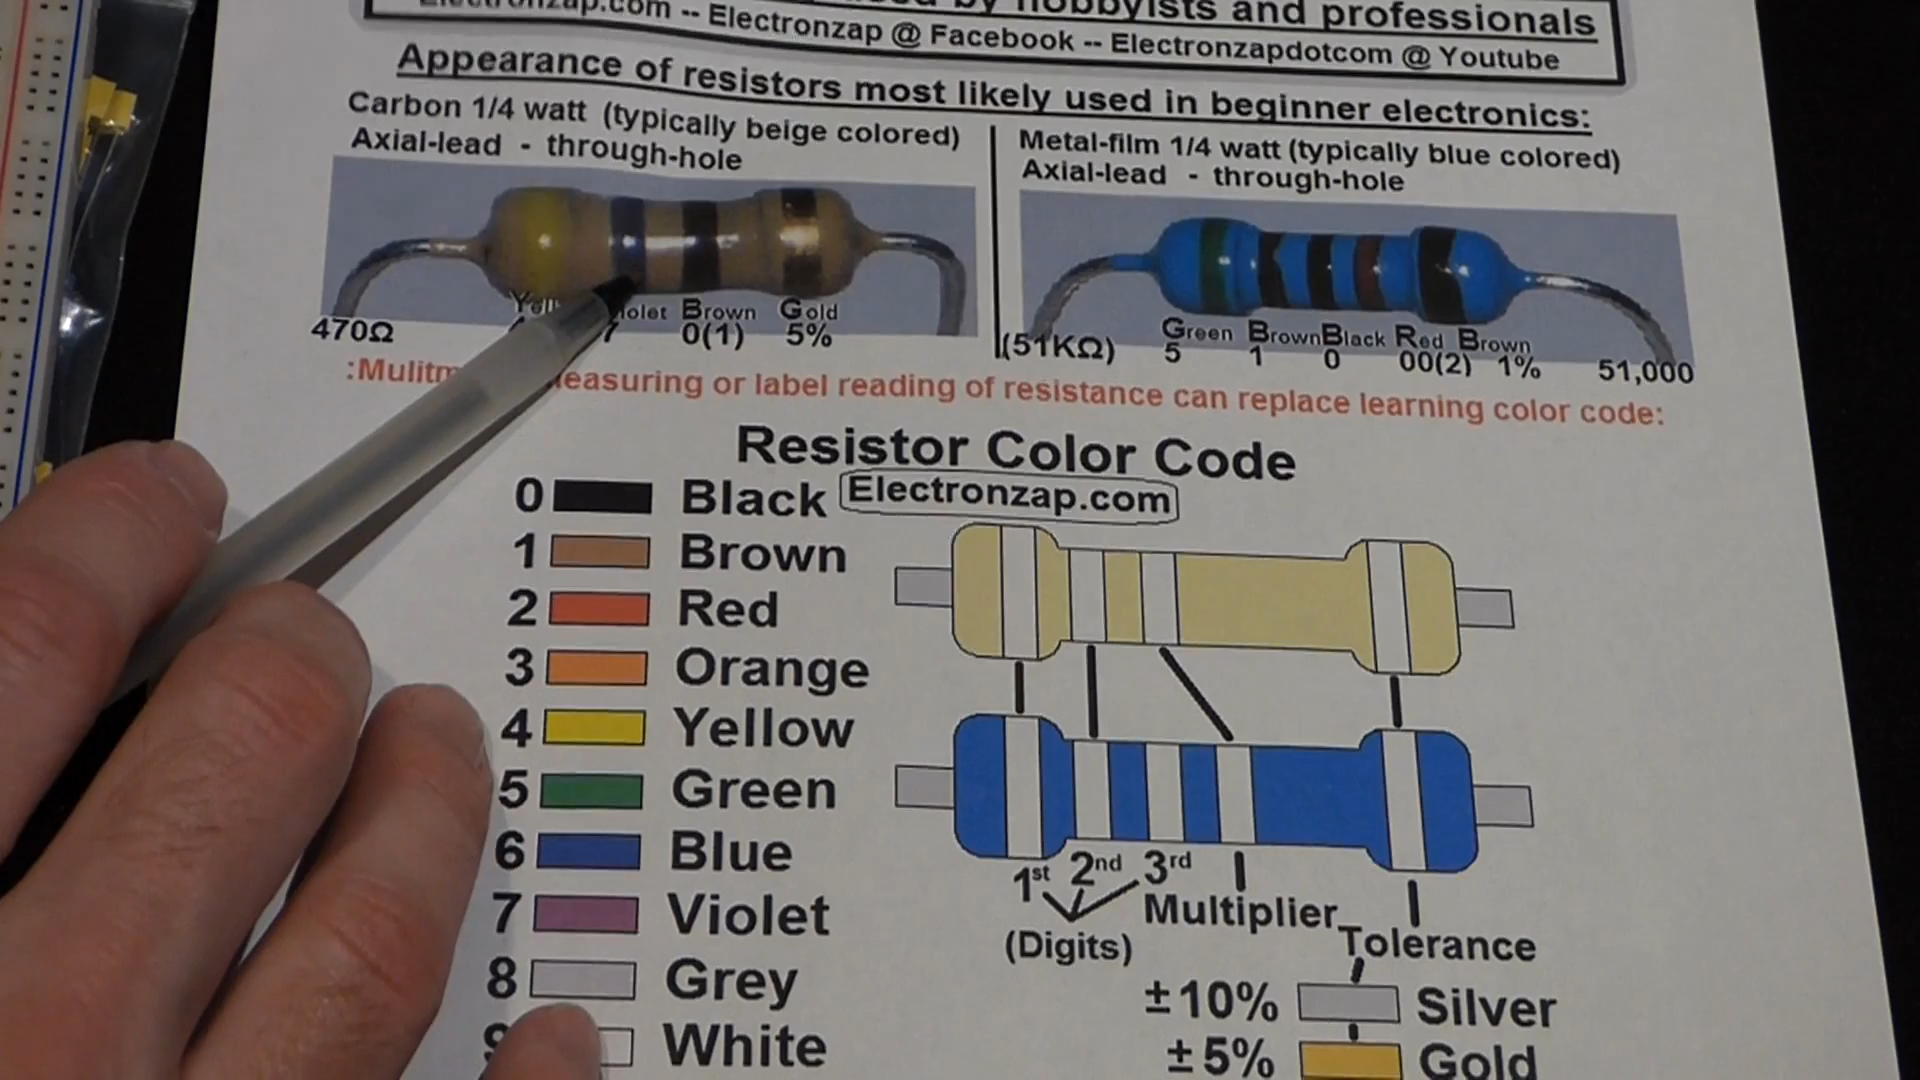 by hobbyists and professionals
Electronzap.com -- Electronzap @ Facebook -- Electronzapdotcom @ Youtube
Appearance of resistors most likely used in beginner electronics:
Carbon 1/4 watt (typically beige colored)
Axial-lead - through-hole
Metal-film 1/4 watt (typically blue colored)
Axial-lead - through-hole
Brown Gold
470Ω 7 0(1) 5%
Green Brown Black Red Brown
(51KΩ) 5 1 0 00(2) 1% 51,000
or label reading of resistance can replace learning color code:
Resistor Color Code
Electronzap.com
0 Black
1 Brown
2 Red
3 Orange
4 Yellow
5 Green
6 Blue
7 Violet
8 Grey
White
1st 2nd 3rd
Multiplier
(Digits)
Tolerance
±10% Silver
±5% Gold